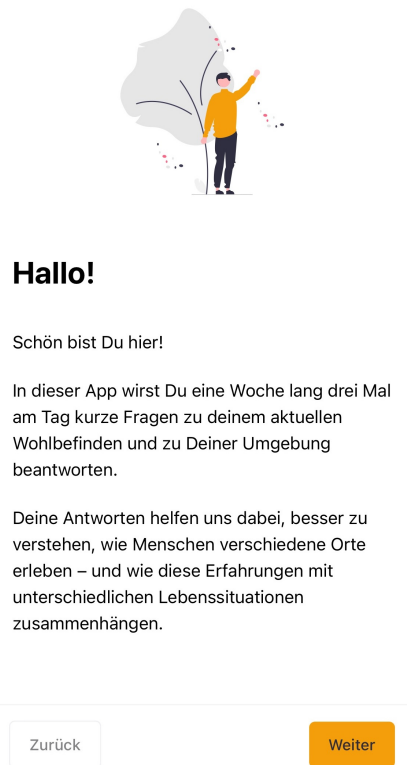 Hallo!
Schön bist Du hier!
In dieser App wirst Du eine Woche lang drei Mal
am Tag kurze Fragen zu deinem aktuellen
Wohlbefinden und zu Deiner Umgebung
beantworten.
Deine Antworten helfen uns dabei, besser zu
verstehen, wie Menschen verschiedene Orte
erleben – und wie diese Erfahrungen mit
unterschiedlichen Lebenssituationen
zusammenhängen.
Zurück
Weiter